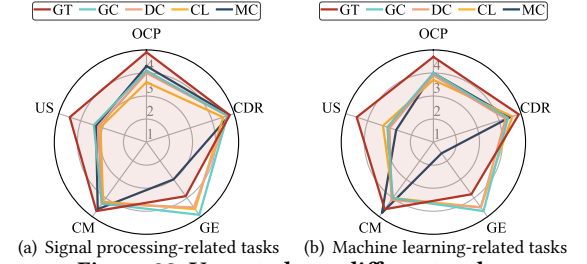 GT GC DC CL MC
GT GC DC CL MC
OCP
CDR
GE
CM
US
4
3
2
1
OCP
CDR
GE
CM
US
4
3
2
1
(a) Signal processing-related tasks
(b) Machine learning-related tasks